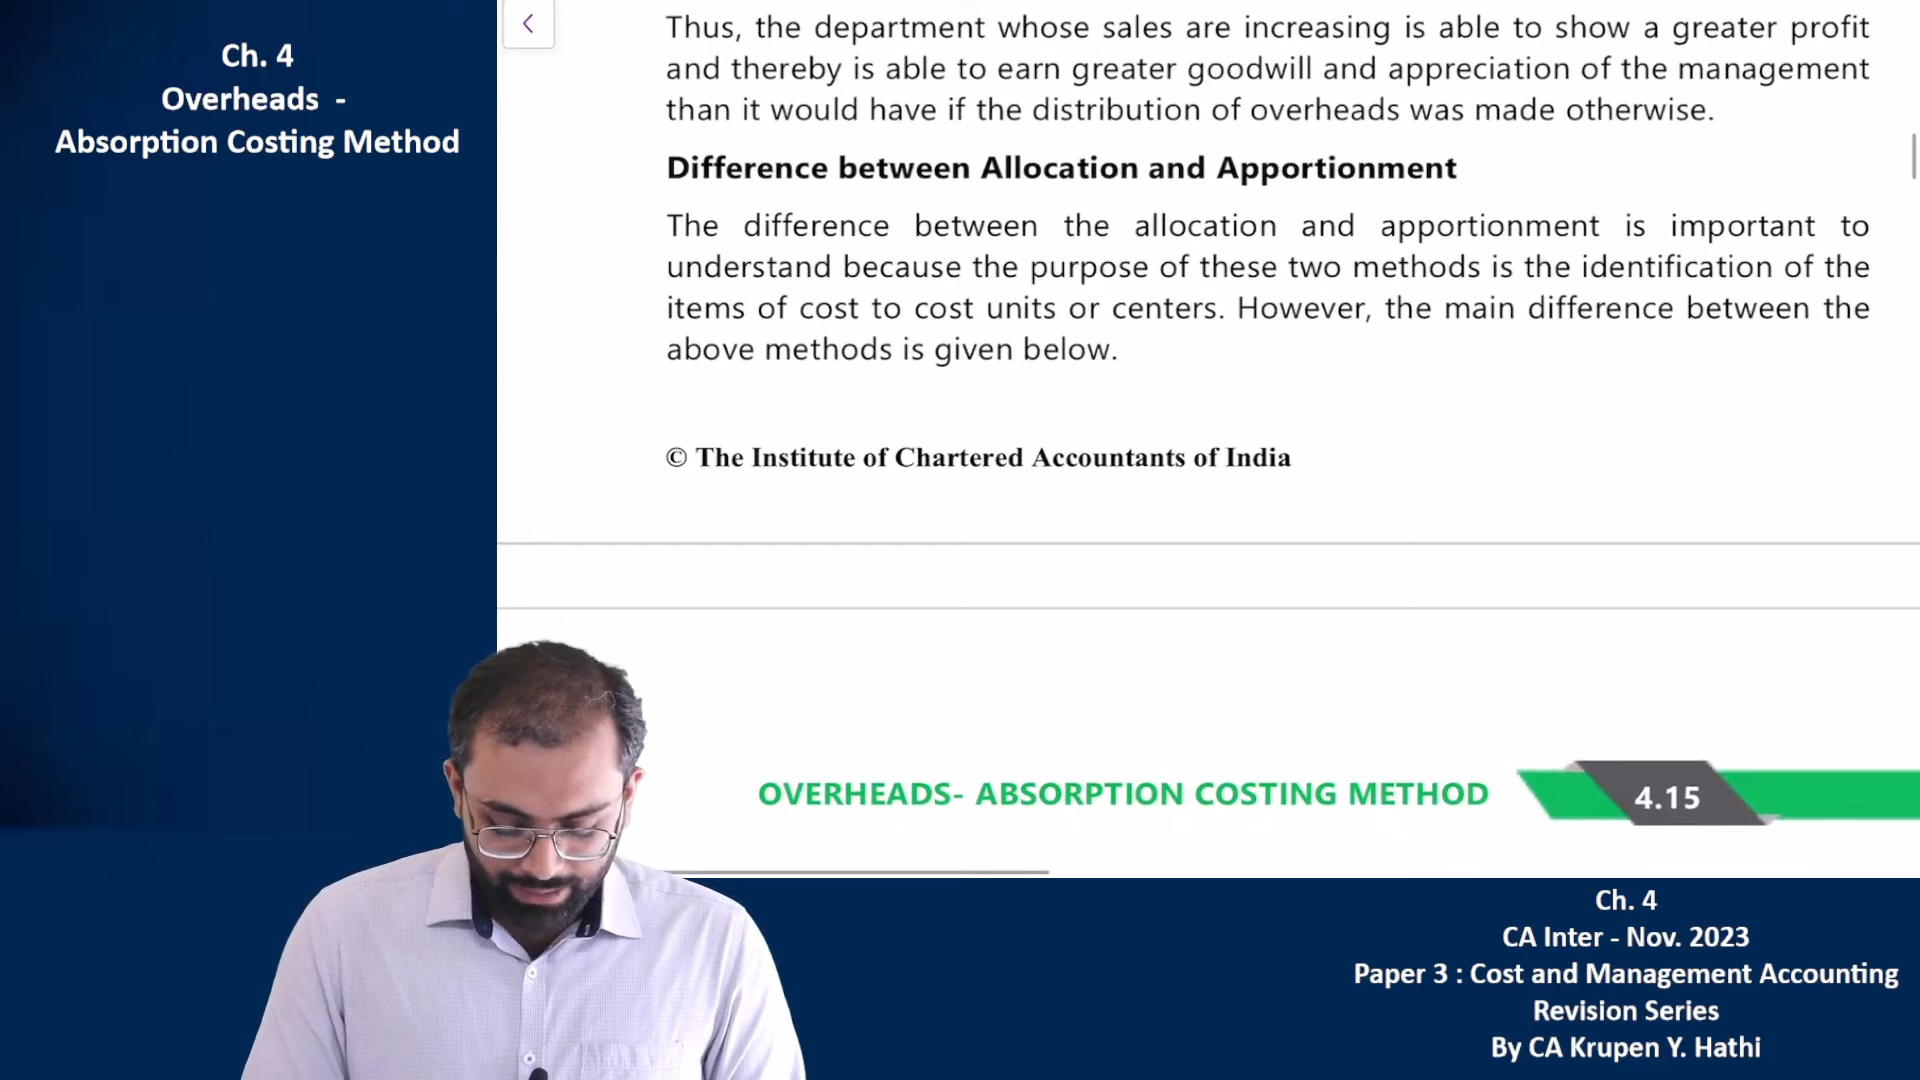 Ch. 4
Overheads -
Absorption Costing Method
Thus, the department whose sales are increasing is able to show a greater profit
and thereby is able to earn greater goodwill and appreciation of the management
than it would have if the distribution of overheads was made otherwise.
Difference between Allocation and Apportionment
The difference between the allocation and apportionment is important to
understand because the purpose of these two methods is the identification of the
items of cost to cost units or centers. However, the main difference between the
above methods is given below.
© The Institute of Chartered Accountants of India
OVERHEADS- ABSORPTION COSTING METHOD
4.15
Ch. 4
CA Inter - Nov. 2023
Paper 3 : Cost and Management Accounting
Revision Series
By CA Krupen Y. Hathi